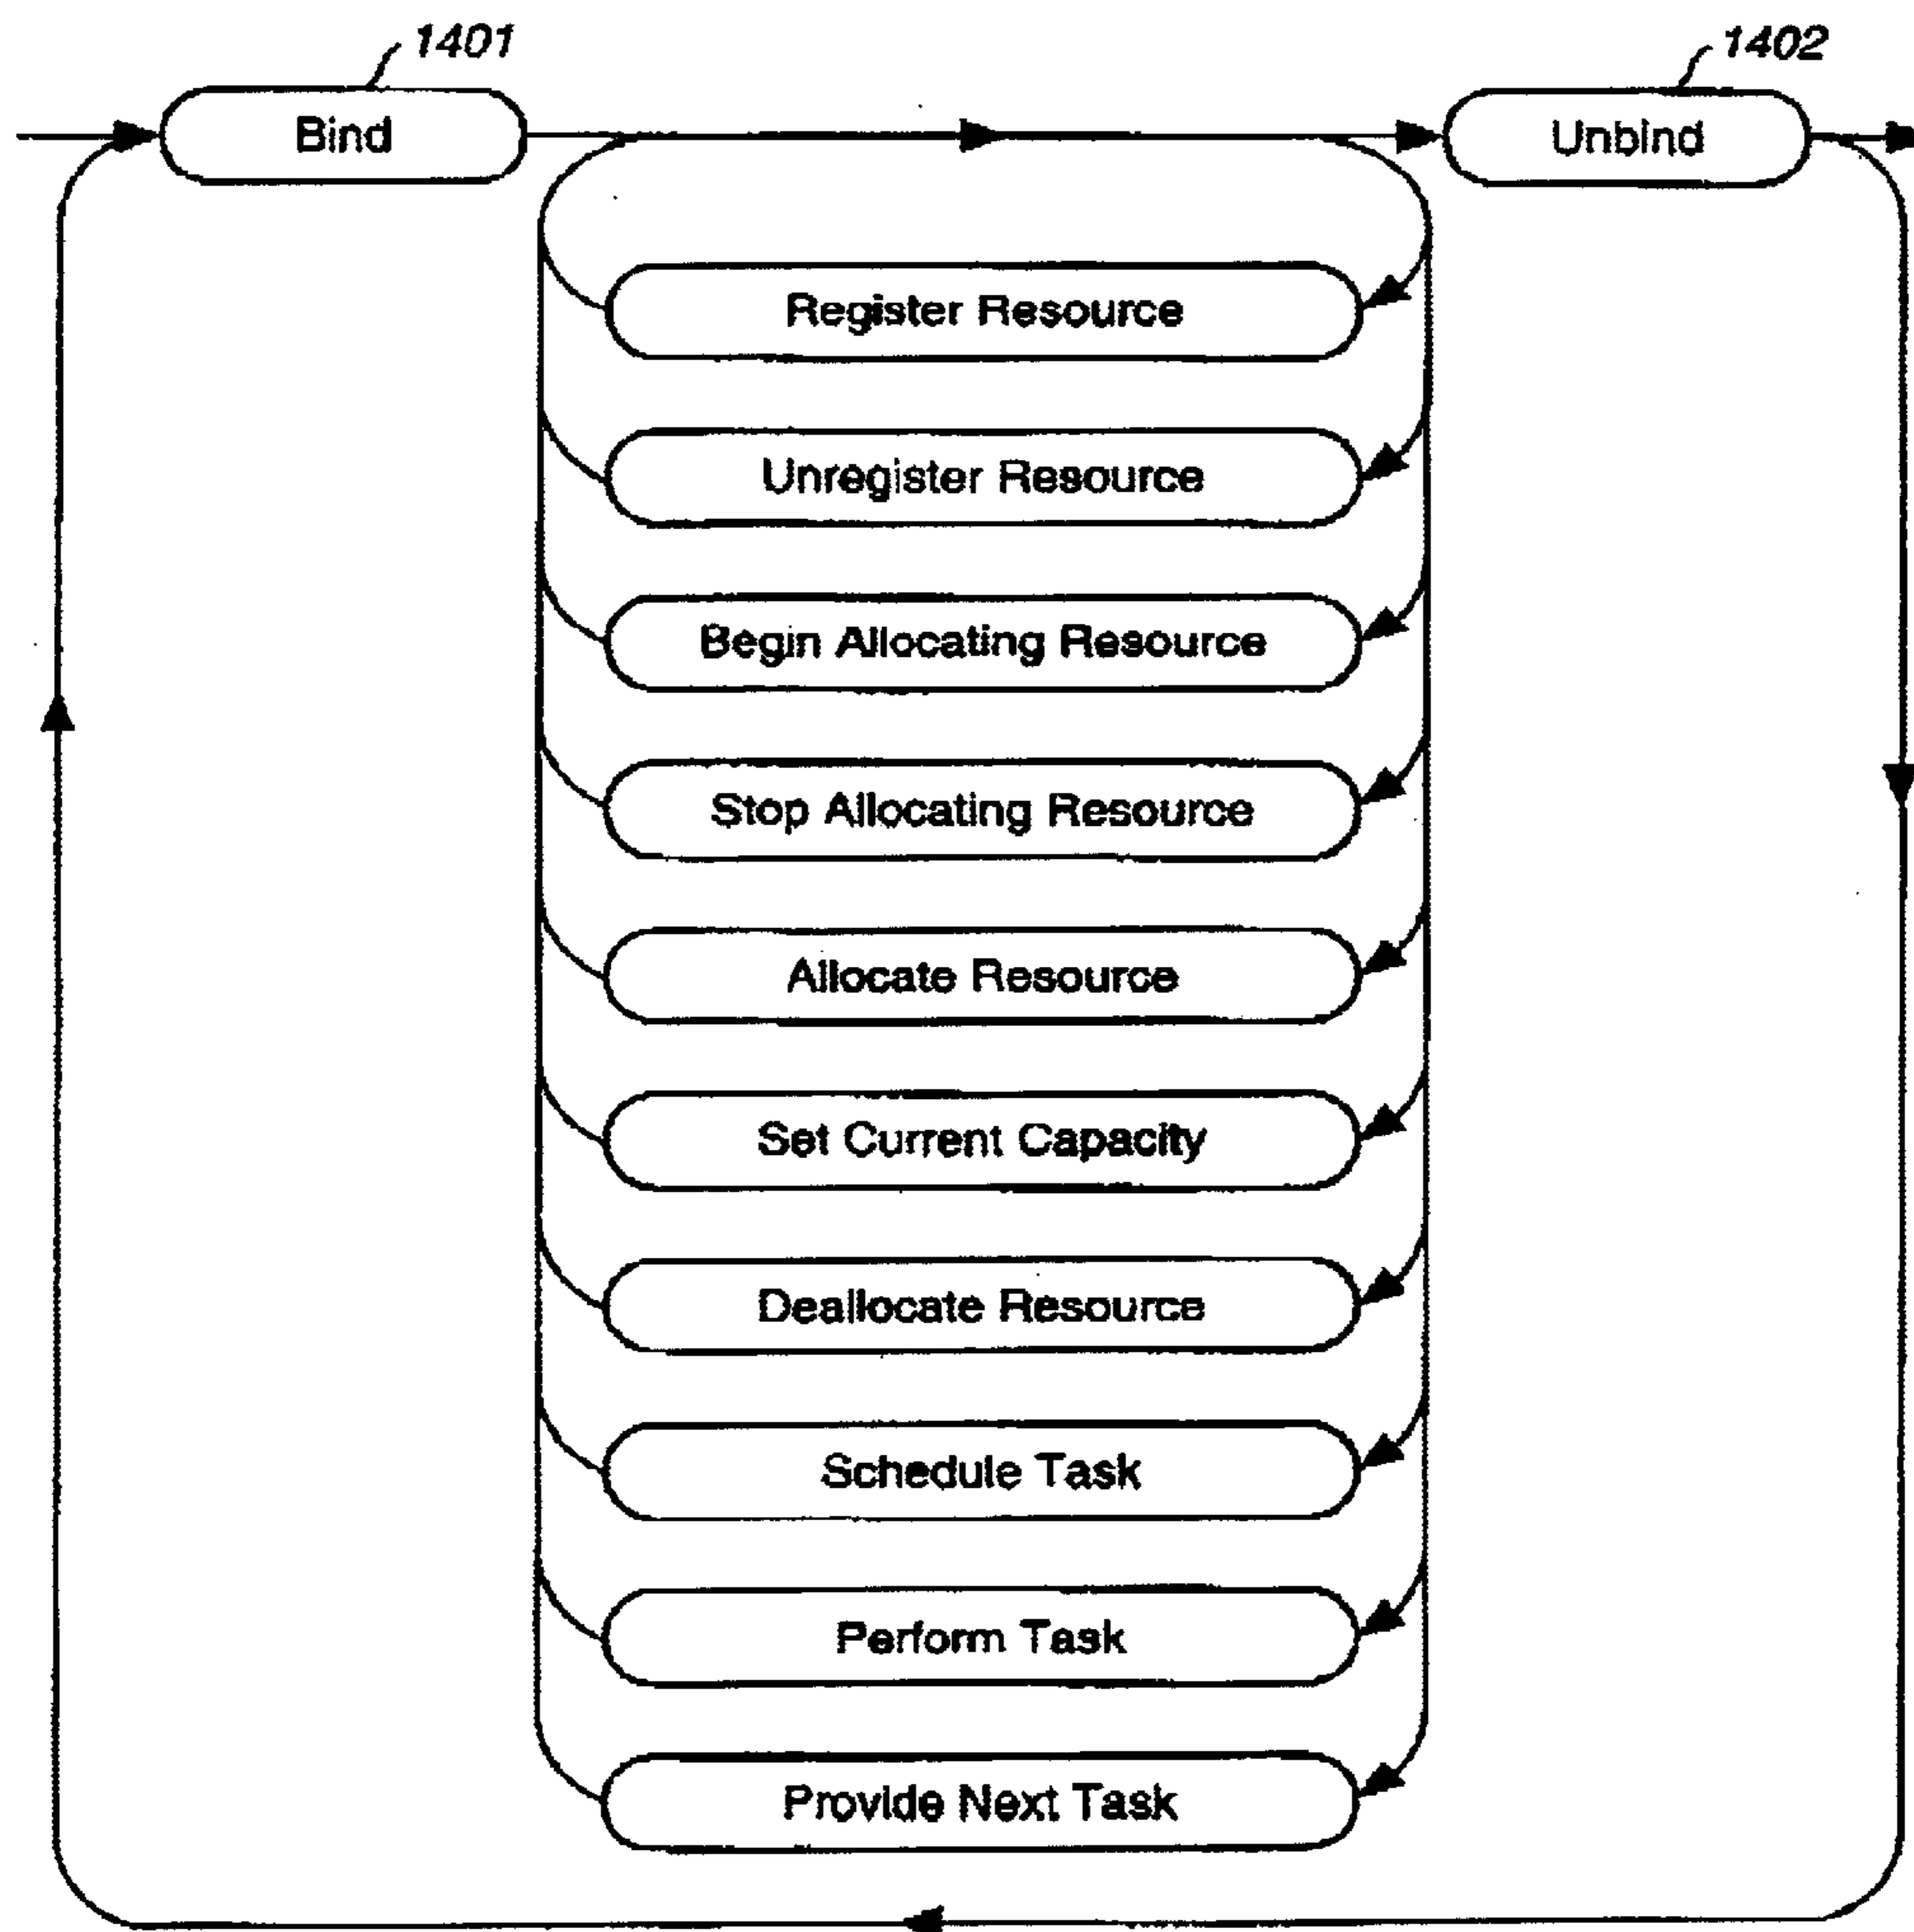 1401
1402
Bind
Unbind
Register Resource
Unregister Resource
Begin Allocating Resource
Stop Allocating Resource
Allocate Resource
Set Current Capacity
Deallocate Resource
Schedule Task
Perform Task
Provide Next Task